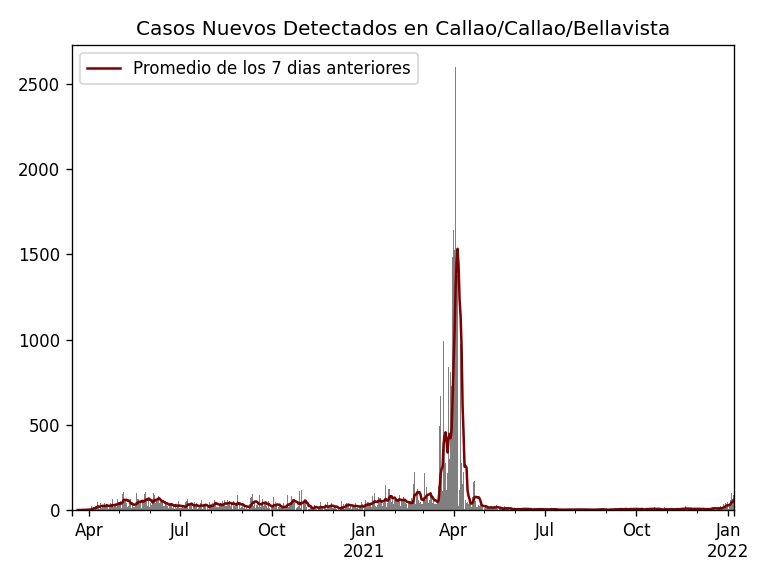 Casos Nuevos Detectados en Callao/Callao/Bellavista
Promedio de los 7 dias anteriores
2500
2000
1500
1000
500
0
Apr Jul Oct Jan Apr Jul Oct Jan
2021 2022